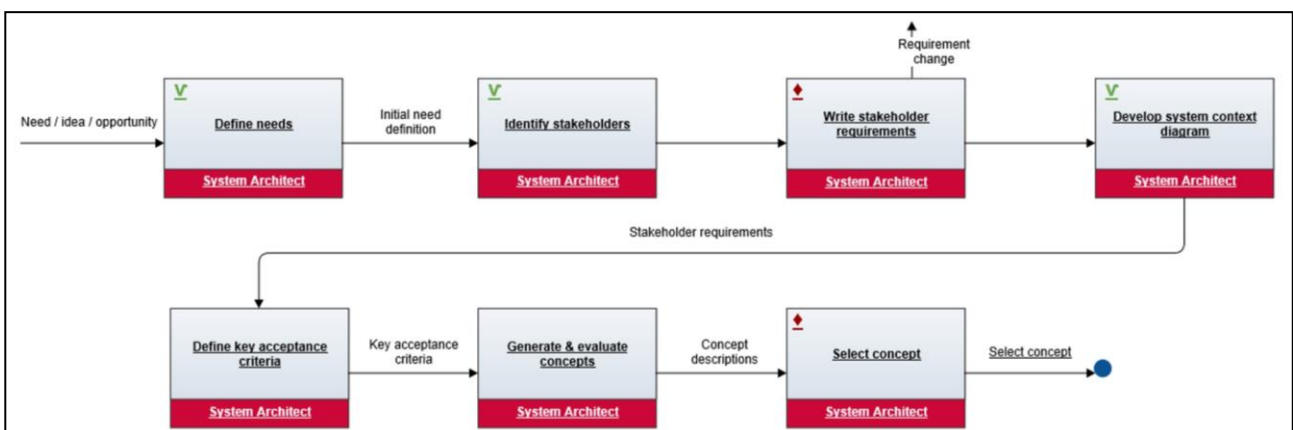 Requirement
change
Need / idea / opportunity
Define needs
System Architect
Initial need
definition
Identify stakeholders
System Architect
Write stakeholder
requirements
System Architect
Develop system context
diagram
System Architect
Stakeholder requirements
Define key acceptance
criteria
System Architect
Key acceptance
criteria
Generate & evaluate
concepts
System Architect
Concept
descriptions
Select concept
System Architect
Select concept